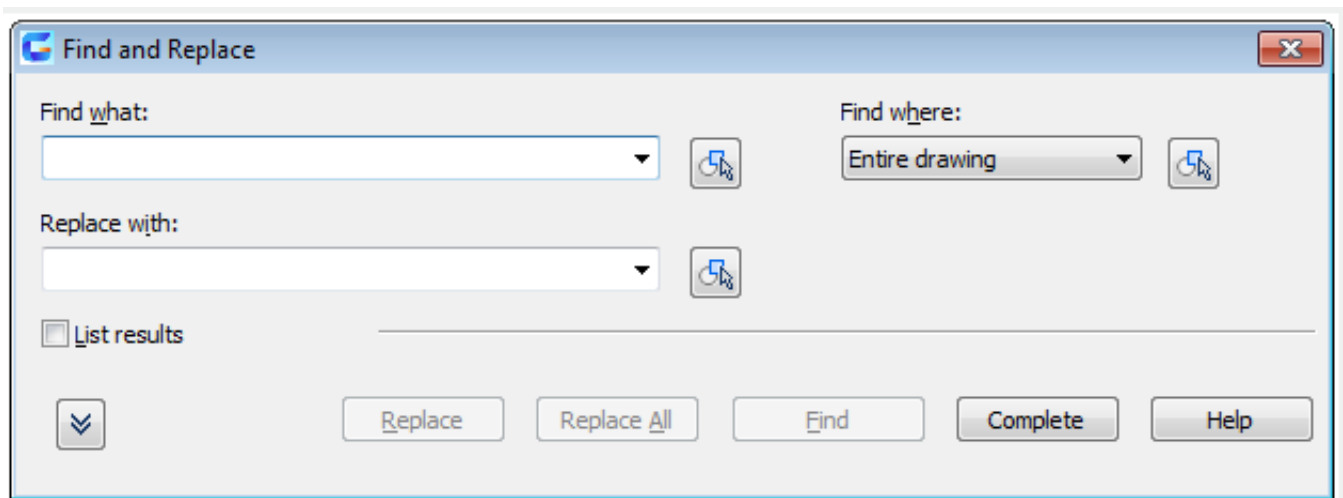 Find and Replace
Find what:
Find where:
Entire drawing
Replace with:
List results
Replace
Replace All
Find
Complete
Help